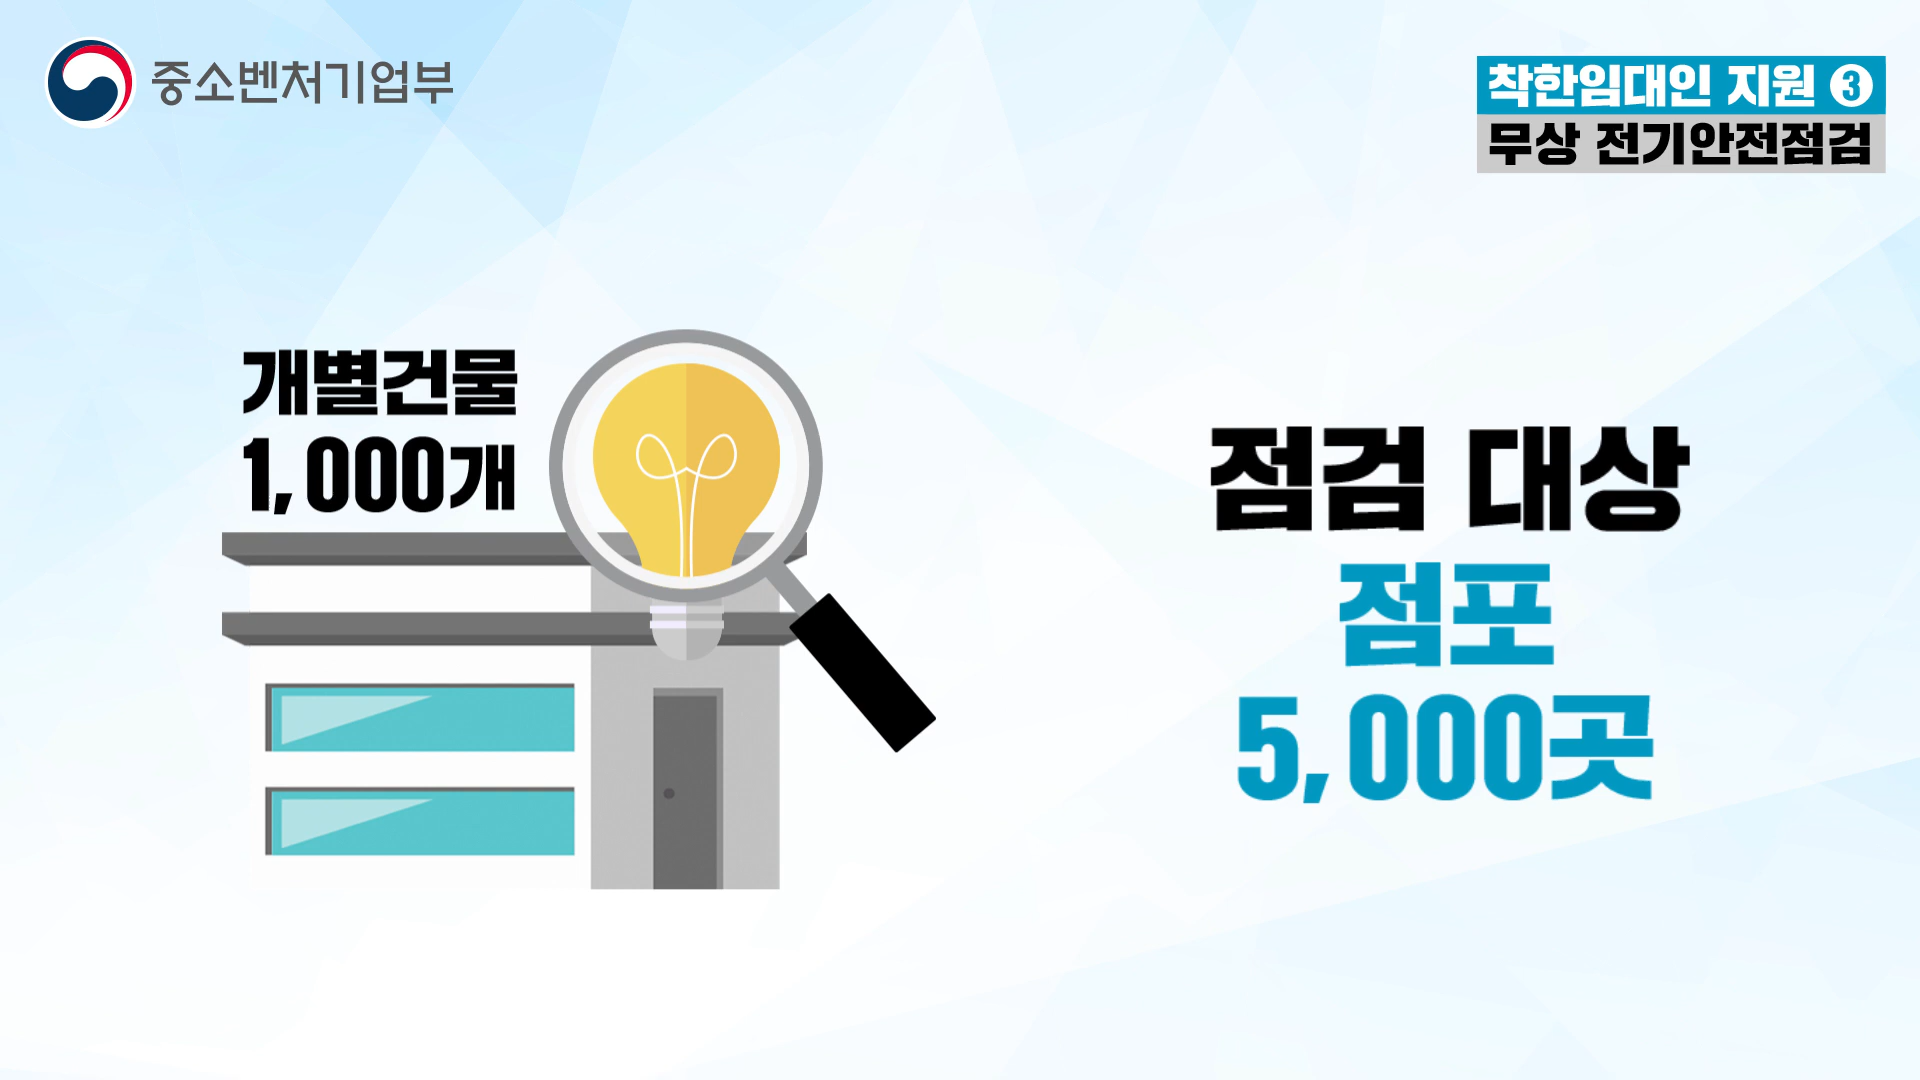 중소벤처기업부
착한임대인 지원 ❸
무상 전기안전점검
개별건물
1,000개
점검 대상
점포
5,000곳